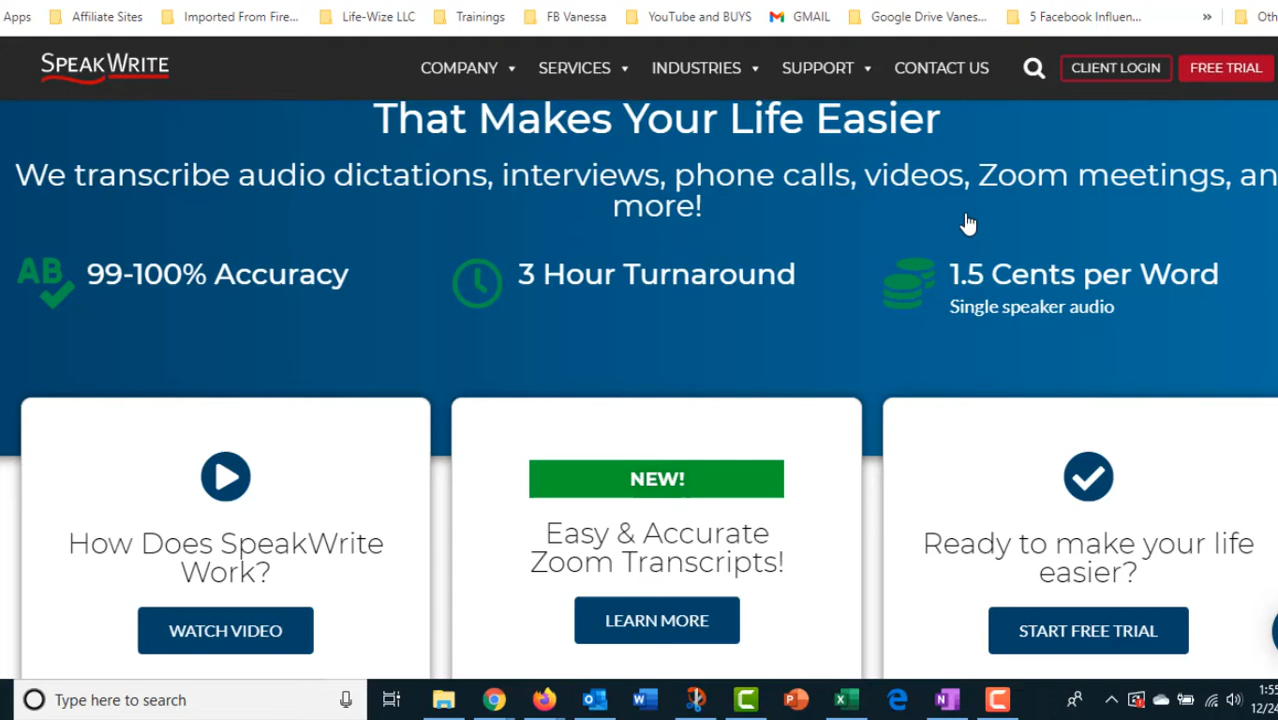 Apps Affiliate Sites Imported From Fire... Life-Wize LLC Trainings FB Vanessa YouTube and BUYS GMAIL Google Drive Vanes... 5 Facebook Influen... » Oth
SPEAKWRITE COMPANY SERVICES INDUSTRIES SUPPORT CONTACT US CLIENT LOGIN FREE TRIAL
That Makes Your Life Easier
We transcribe audio dictations, interviews, phone calls, videos, Zoom meetings, an
more!
AB 99-100% Accuracy 3 Hour Turnaround 1.5 Cents per Word
Single speaker audio
NEW!
How Does SpeakWrite
Work?
WATCH VIDEO
Easy & Accurate
Zoom Transcripts!
LEARN MORE
Ready to make your life
easier?
START FREE TRIAL
Type here to search
1:55
12/24